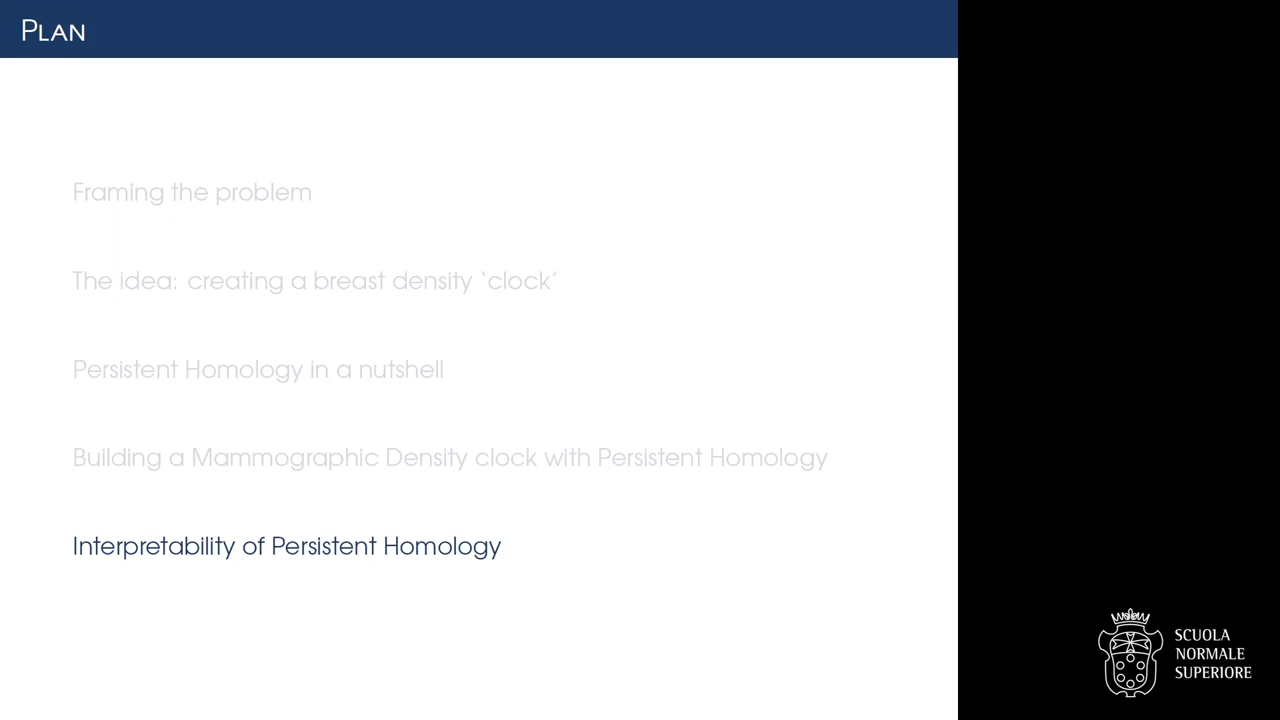 Plan
Framing the problem
The idea: creating a breast density `clock´
Persistent Homology in a nutshell
Building a Mammographic Density clock with Persistent Homology
Interpretability of Persistent Homology
SCUOLA
NORMALE
SUPERIORE